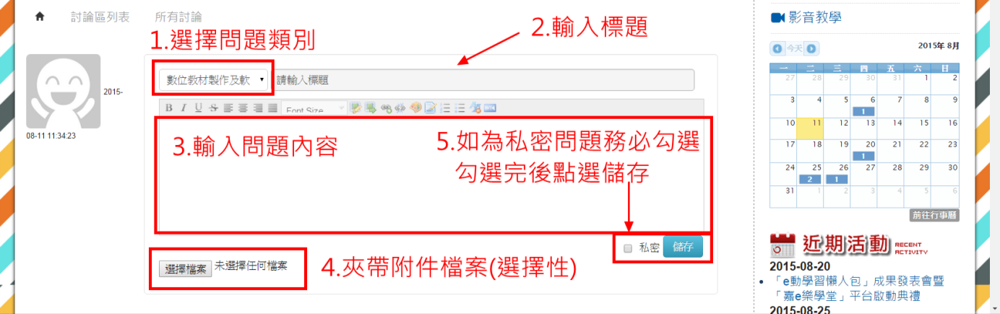 討論區列表 所有討論
1.選擇問題類別
2.輸入標題
數位教材製作及軟
請輸入標題
2015-
08-11 11:34:23
B I U S Font Size
3.輸入問題內容
5.如為私密問題務必勾選
勾選完後點選儲存
私密 儲存
選擇檔案 未選擇任何檔案
4.夾帶附件檔案(選擇性)
影音教學
今天
2015年 8月
一 二 三 四 五 六 日
27 28 29 30 31 1 2
3 4 5 6 7 8 9
1
10 11 12 13 14 15 16
17 18 19 20 21 22 23
1
24 25 26 27 28 29 30
2 1
31 1 2 3 4 5 6
前往行事曆
近期活動 RECENT
ACTIVITY
2015-08-20
「e動學習懶人包」成果發表會暨
「嘉e樂學堂」平台啟動典禮
2015-08-25